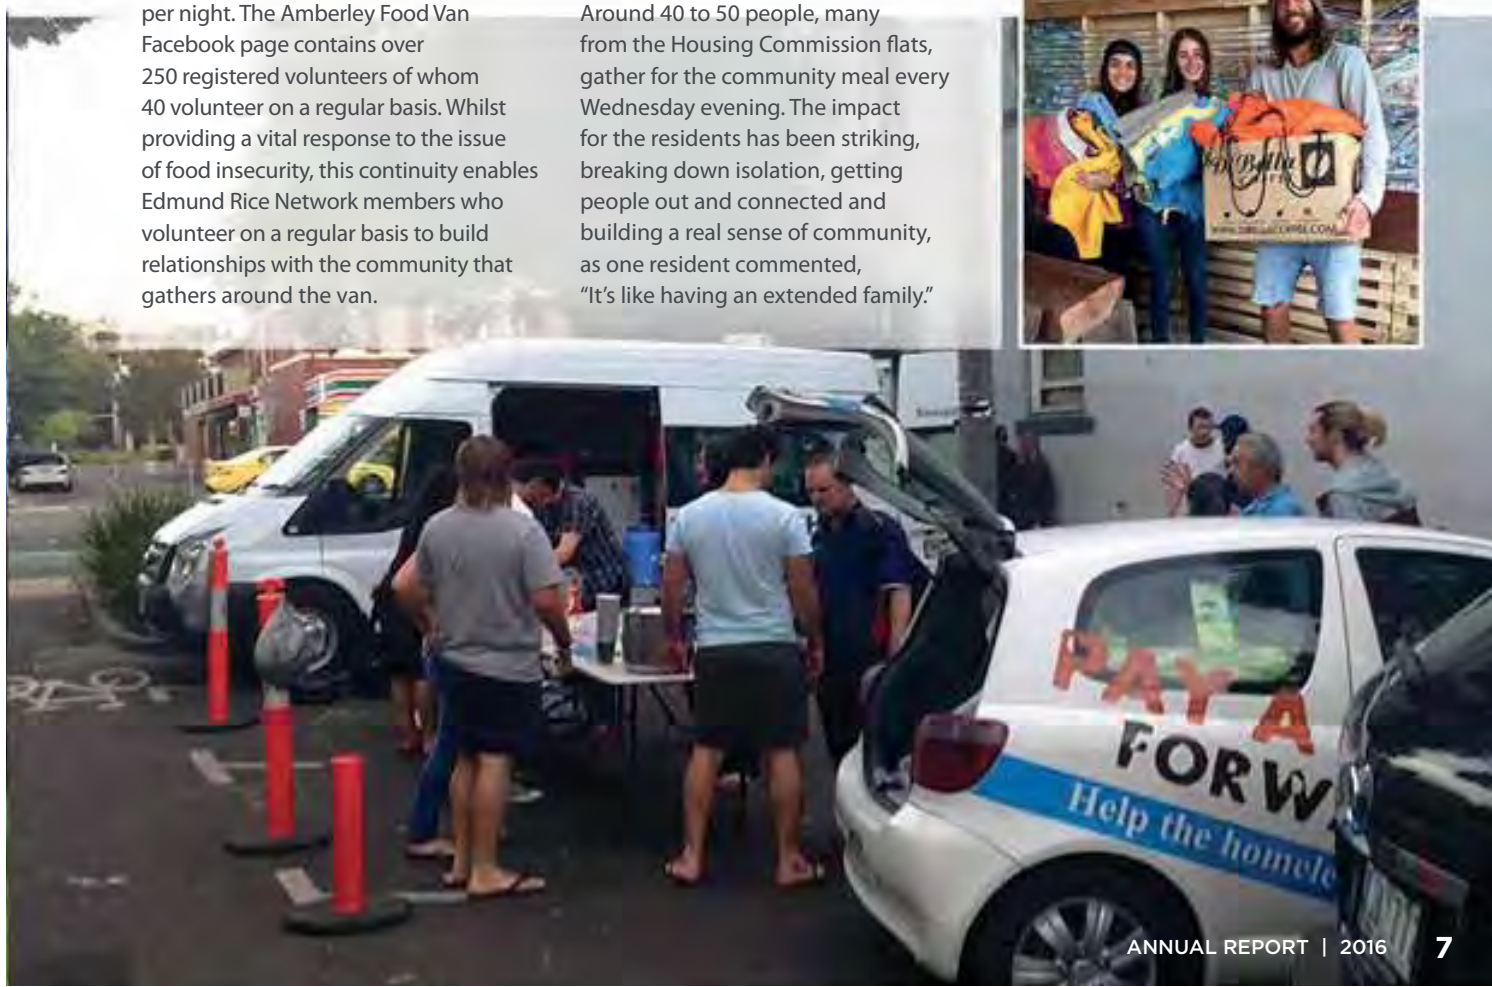 per night. The Amberley Food Van
Facebook page contains over
250 registered volunteers of whom
40 volunteer on a regular basis. Whilst
providing a vital response to the issue
of food insecurity, this continuity enables
Edmund Rice Network members who
volunteer on a regular basis to build
relationships with the community that
gathers around the van.
Around 40 to 50 people, many
from the Housing Commission flats,
gather for the community meal every
Wednesday evening. The impact
for the residents has been striking,
breaking down isolation, getting
people out and connected and
building a real sense of community,
as one resident commented,
“It’s like having an extended family.”
PAY A
FORW
Help the homele
ANNUAL REPORT | 2016 7